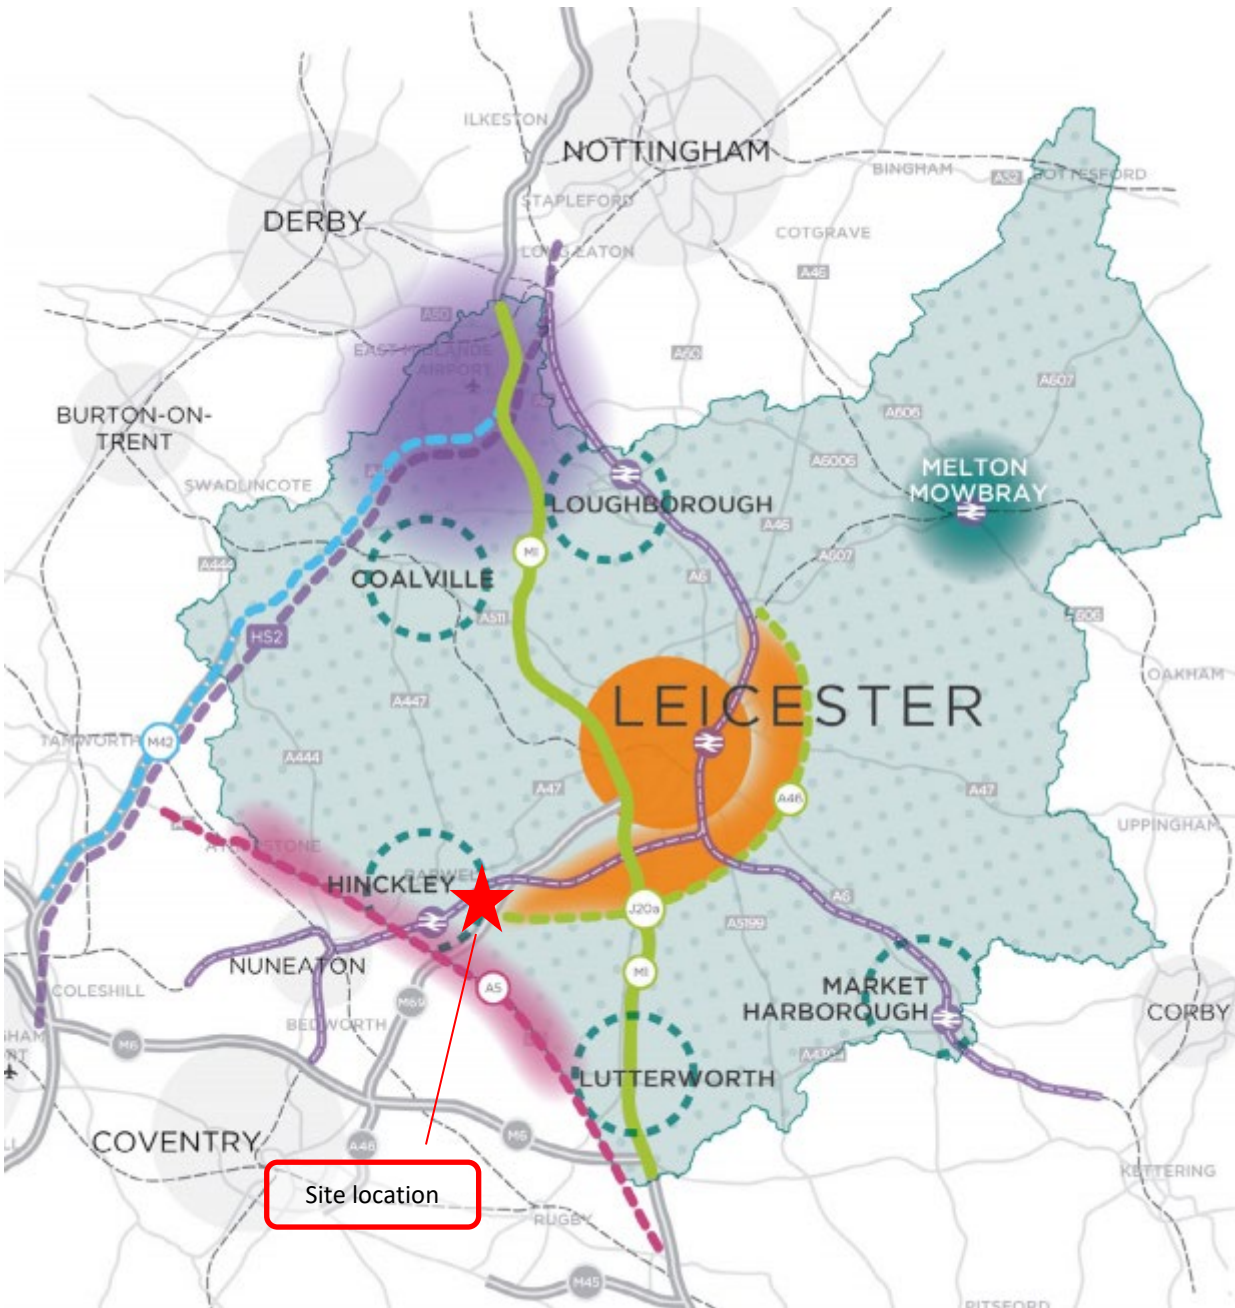 ILKESTON
NOTTINGHAM
BINGHAM
A52
BOTTESFORD
STAPLEFORD
DERBY
COTGRAVE
LONG EATON
A46
A50
EAST MIDLANDS
AIRPORT
A60
A607
BURTON-ON-
TRENT
A606
MELTON
MOWBRAY
A6006
SWADLINCOTE
LOUGHBOROUGH
A46
M1
A607
A444
COALVILLE
A6
A511
A606
HS2
OAKHAM
LEICESTER
A447
TAMWORTH
M42
A444
A47
A46
A47
UPPINGHAM
ATHERSTONE
BARWELL
HINCKLEY
A6
J20a
A5199
NUNEATON
M1
COLESHILL
A5
MARKET
HARBOROUGH
M69
CORBY
BEDWORTH
M6
LUTTERWORTH
COVENTRY
A46
M6
KETTERING
Site location
RUGBY
M45
PITSFORD